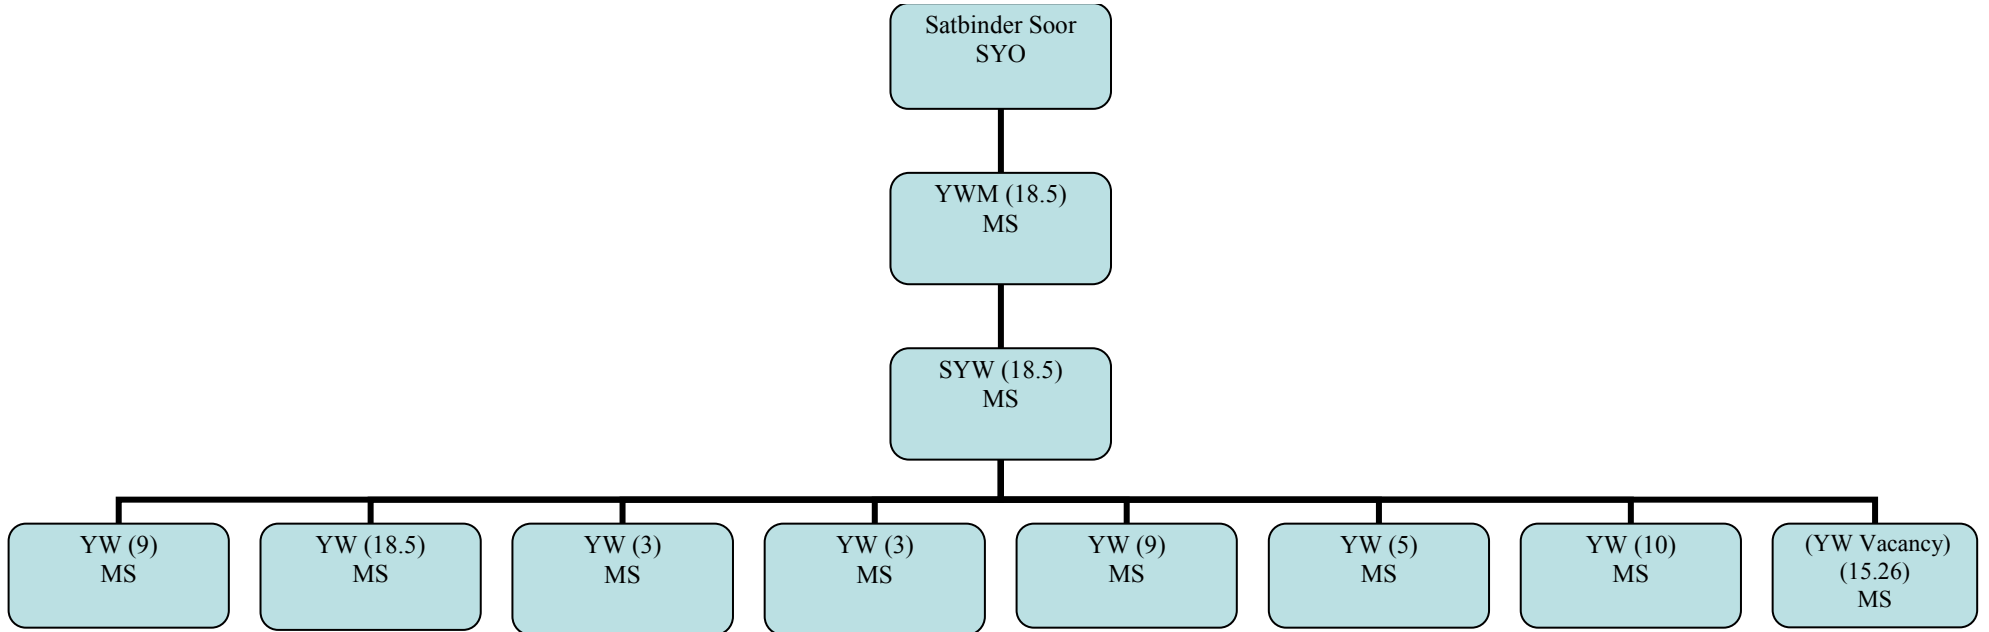 Satbinder Soor
SYO
YWM (18.5)
MS
SYW (18.5)
MS
YW (9)
MS
YW (18.5)
MS
YW (3)
MS
YW (3)
MS
YW (9)
MS
YW (5)
MS
YW (10)
MS
(YW Vacancy)
(15.26)
MS